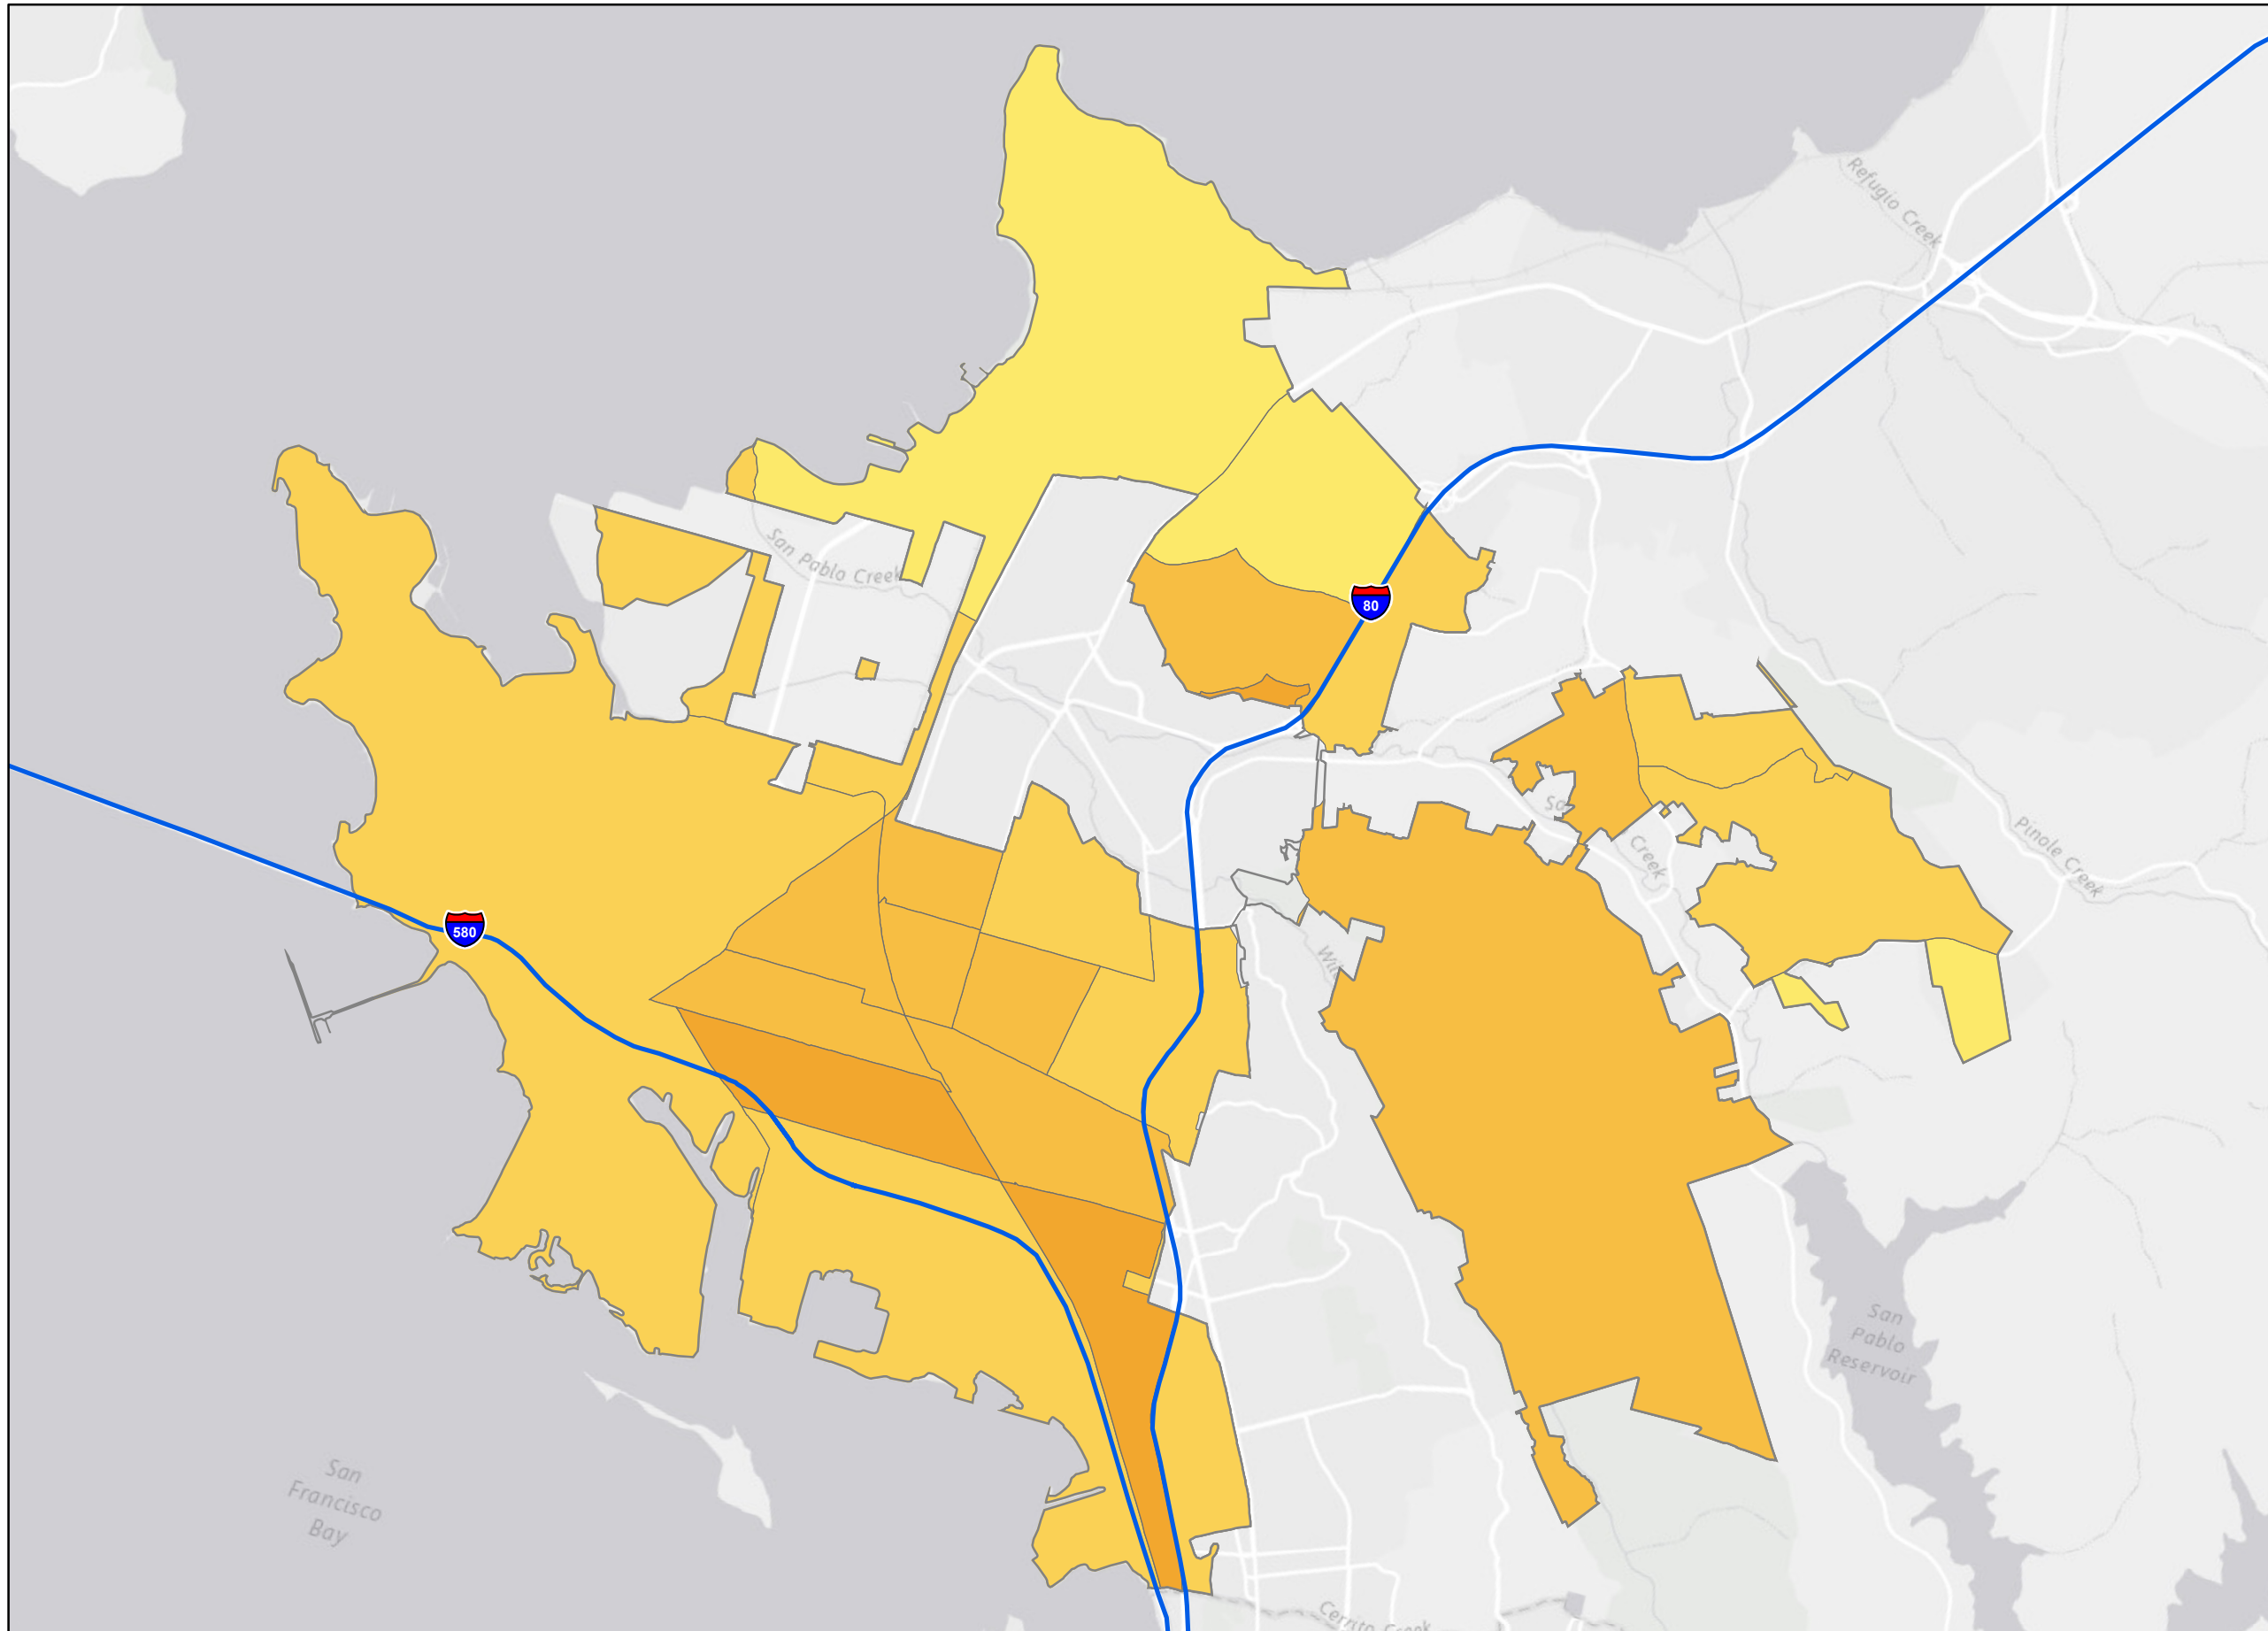 Refugio Creek
San Pablo Creek
80
Creek
Pinole Creek
580
San
Pablo
Reservoir
San
Francisco
Bay
Cerrito Creek